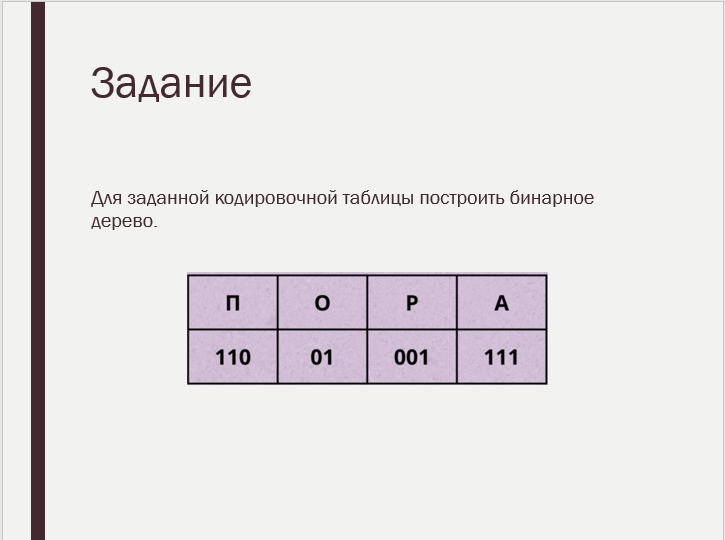 Задание
Для заданной кодировочной таблицы построить бинарное
дерево.
П О Р А
110 01 001 111